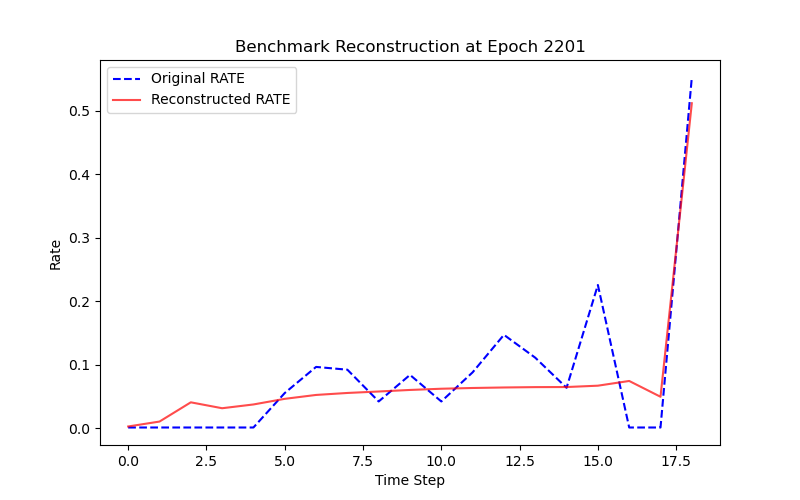 Benchmark Reconstruction at Epoch 2201
Original RATE
Reconstructed RATE
0.5
0.4
0.3
0.2
0.1
0.0
Rate
0.0 2.5 5.0 7.5 10.0 12.5 15.0 17.5
Time Step